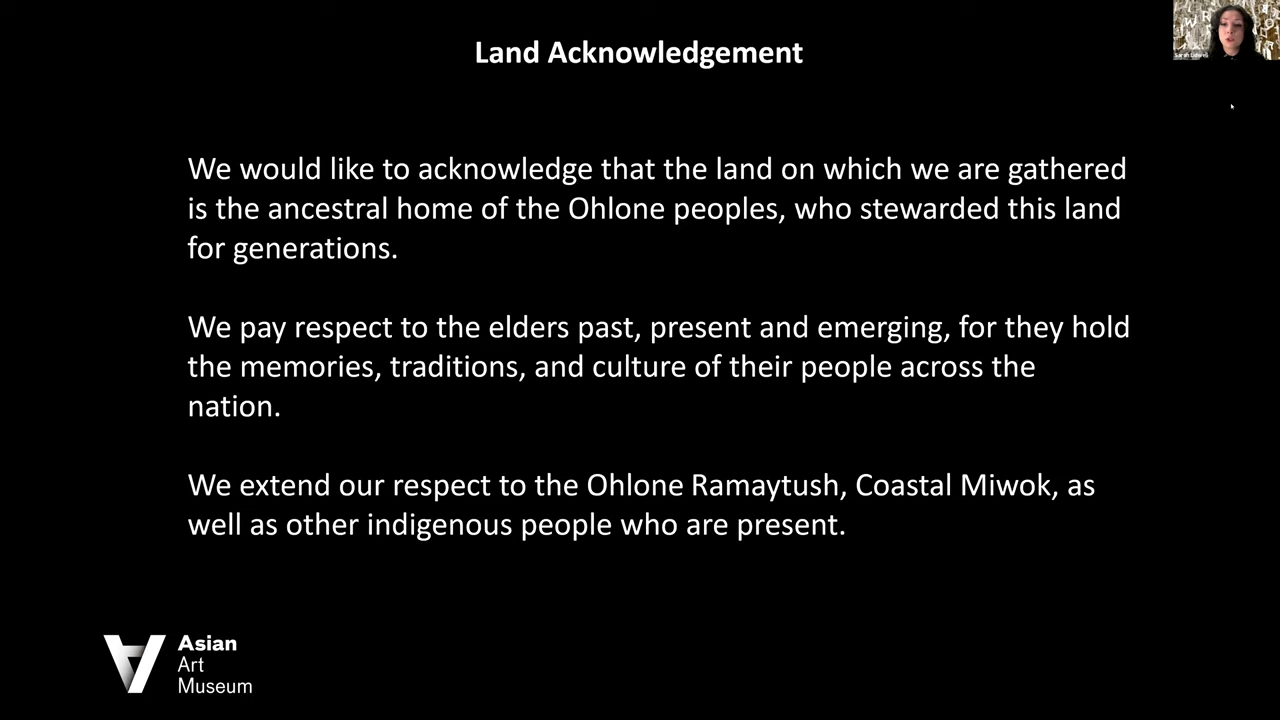 Land Acknowledgement
We would like to acknowledge that the land on which we are gathered
is the ancestral home of the Ohlone peoples, who stewarded this land
for generations.
We pay respect to the elders past, present and emerging, for they hold
the memories, traditions, and culture of their people across the
nation.
We extend our respect to the Ohlone Ramaytush, Coastal Miwok, as
well as other indigenous people who are present.
Asian
Art
Museum